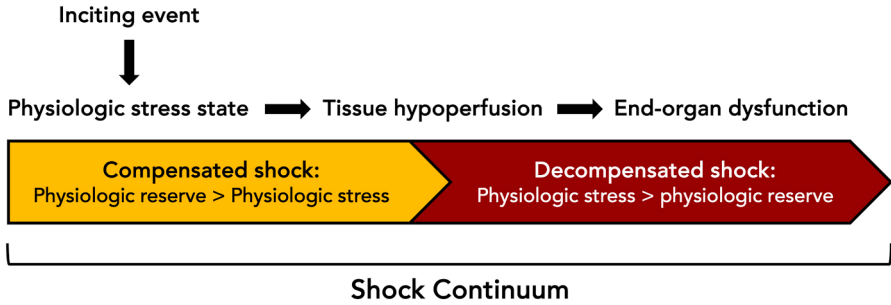 Inciting event
Physiologic stress state
Tissue hypoperfusion
End-organ dysfunction
Compensated shock:
Physiologic reserve > Physiologic stress
Decompensated shock:
Physiologic stress > physiologic reserve
Shock Continuum